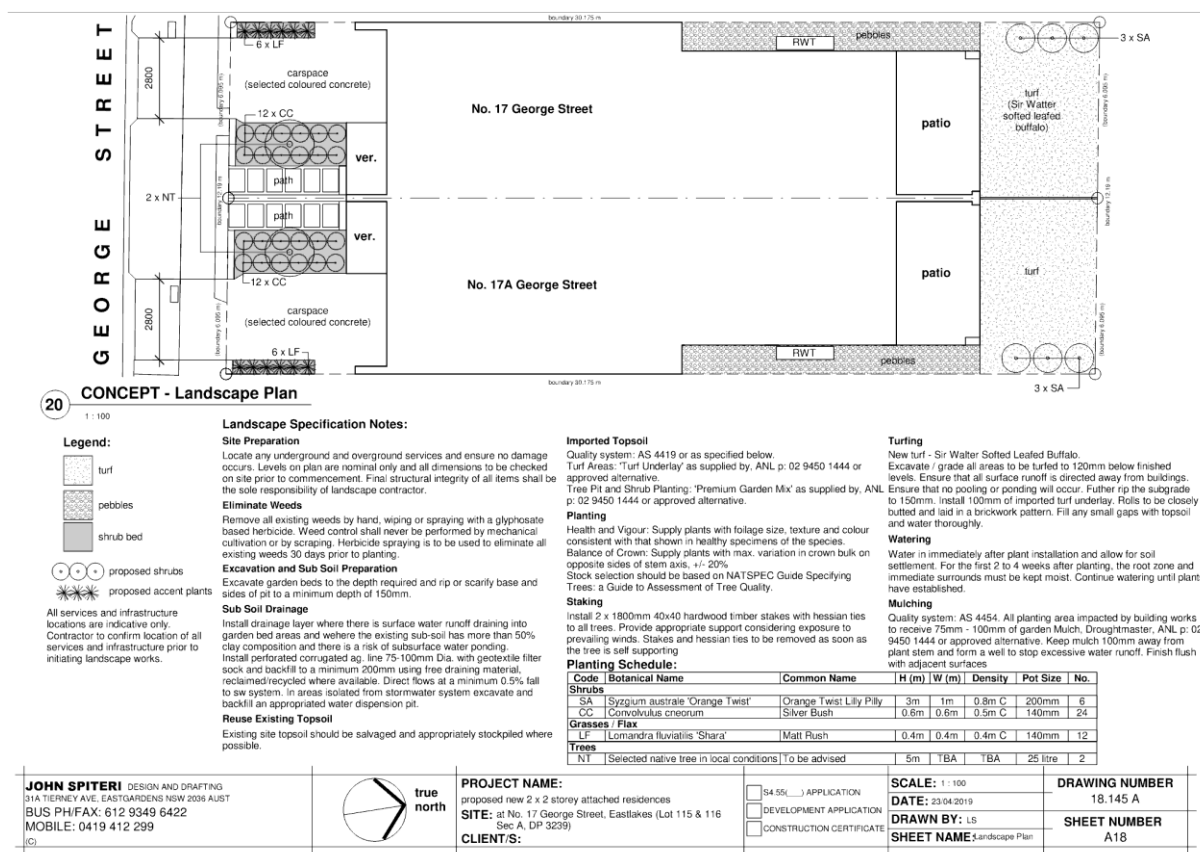 boundary 30.175 m
GEORGE STREET
2800
6 x LF
carspace
(selected coloured concrete)
12 x CC
ver.
path
2 x NT
path
ver.
12 x CC
carspace
(selected coloured concrete)
6 x LF
2800
(boundary 6.095 m)
boundary 12.19 m
(boundary 6.095 m)
No. 17 George Street
No. 17A George Street
RWT
pebbles
patio
turf
(Sir Watter
softed leafed
buffalo)
3 x SA
(boundary 6.095 m)
boundary 12.19 m
patio
turf
(boundary 6.095 m)
RWT
pebbles
3 x SA
boundary 30.175 m
20
CONCEPT - Landscape Plan
1 : 100
Legend:
turf
pebbles
shrub bed
proposed shrubs
proposed accent plants
All services and infrastructure
locations are indicative only.
Contractor to confirm location of all
services and infrastructure prior to
initiating landscape works.
Landscape Specification Notes:
Site Preparation
Locate any underground and overground services and ensure no damage
occurs. Levels on plan are nominal only and all dimensions to be checked
on site prior to commencement. Final structural integrity of all items shall be
the sole responsibility of landscape contractor.
Eliminate Weeds
Remove all existing weeds by hand, wiping or spraying with a glyphosate
based herbicide. Weed control shall never be performed by mechanical
cultivation or by scraping. Herbicide spraying is to be used to eliminate all
existing weeds 30 days prior to planting.
Excavation and Sub Soil Preparation
Excavate garden beds to the depth required and rip or scarify base and
sides of pit to a minimum depth of 150mm.
Sub Soil Drainage
Install drainage layer where there is surface water runoff draining into
garden bed areas and wehere the existing sub-soil has more than 50%
clay composition and there is a risk of subsurface water ponding.
Install perforated corrugated ag. line 75-100mm Dia. with geotextile filter
sock and backfill to a minimum 200mm using free draining material,
reclaimed/recycled where available. Direct flows at a minimum 0.5% fall
to sw system. In areas isolated from stormwater system excavate and
backfill an appropriated water dispention pit.
Reuse Existing Topsoil
Existing site topsoil should be salvaged and appropriately stockpiled where
possible.
Imported Topsoil
Quality system: AS 4419 or as specified below.
Turf Areas: 'Turf Underlay' as supplied by, ANL p: 02 9450 1444 or
approved alternative.
Tree Pit and Shrub Planting: 'Premium Garden Mix' as supplied by, ANL
p: 02 9450 1444 or approved alternative.
Planting
Health and Vigour: Supply plants with foliage size, texture and colour
consistent with that shown in healthy specimens of the species.
Balance of Crown: Supply plants with max. variation in crown bulk on
opposite sides of stem axis, +/- 20%
Stock selection should be based on NATSPEC Guide Specifying
Trees: a Guide to Assessment of Tree Quality.
Staking
Install 2 x 1800mm 40x40 hardwood timber stakes with hessian ties
to all trees. Provide appropriate support considering exposure to
prevailing winds. Stakes and hessian ties to be removed as soon as
the tree is self supporting
Turfing
New turf - Sir Walter Softed Leafed Buffalo.
Excavate / grade all areas to be turfed to 120mm below finished
levels. Ensure that all surface runoff is directed away from buildings.
Ensure that no pooling or ponding will occur. Futher rip the subgrade
to 150mm. Install 100mm of imported turf underlay. Rolls to be closely
butted and laid in a brickwork pattern. Fill any small gaps with topsoil
and water thoroughly.
Watering
Water in immediately after plant installation and allow for soil
settlement. For the first 2 to 4 weeks after planting, the root zone and
immediate surrounds must be kept moist. Continue watering until plant
have established.
Mulching
Quality system: AS 4454. All planting area impacted by building works
to receive 75mm - 100mm of garden Mulch, Droughtmaster, ANL p: 02
9450 1444 or approved alternative. Keep mulch 100mm away from
plant stem and form a well to stop excessive water runoff. Finish flush
with adjacent surfaces
Planting Schedule:
Code Botanical Name Common Name H (m) W (m) Density Pot Size No.
Shrubs
SA Syzgium australe 'Orange Twist' Orange Twist Lilly Pilly 3m 1m 0.8m C 200mm 6
CC Convolvulus cneorum Silver Bush 0.6m 0.6m 0.5m C 140mm 24
Grasses / Flax
LF Lomandra fluviatilis 'Shara' Matt Rush 0.4m 0.4m 0.4m C 140mm 12
Trees
NT Selected native tree in local conditions To be advised 5m TBA TBA 25 litre 2
JOHN SPITERI DESIGN AND DRAFTING
31A TIERNEY AVE, EASTGARDENS NSW 2036 AUST
BUS PH/FAX: 612 9349 6422
MOBILE: 0419 412 299
(C)
true
north
PROJECT NAME:
proposed new 2 x 2 storey attached residences
SITE: at No. 17 George Street, Eastlakes (Lot 115 & 116
Sec A, DP 3239)
CLIENT/S:
S4.55(___) APPLICATION
DEVELOPMENT APPLICATION
CONSTRUCTION CERTIFICATE
SCALE: 1 : 100
DATE: 23/04/2019
DRAWN BY: LS
SHEET NAME: Landscape Plan
DRAWING NUMBER
18.145 A
SHEET NUMBER
A18